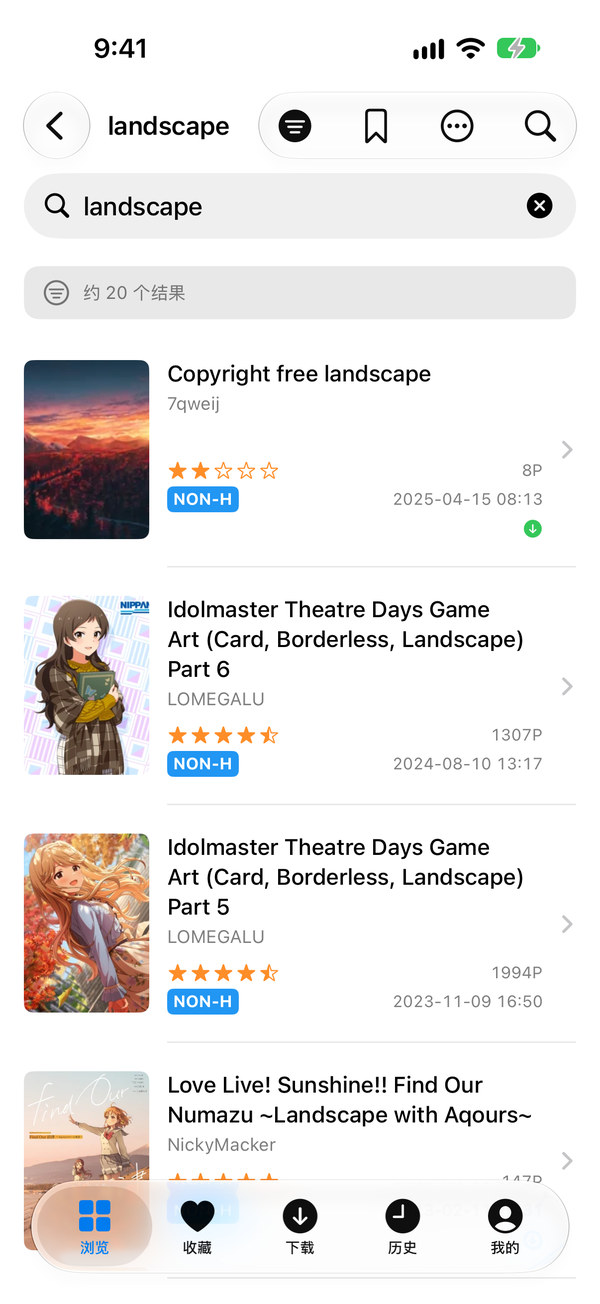 9:41
landscape
landscape
约 20 个结果
Copyright free landscape
7qweij
8P
NON-H
2025-04-15 08:13
NIPPAN
Idolmaster Theatre Days Game
Art (Card, Borderless, Landscape)
Part 6
LOMEGALU
1307P
NON-H
2024-08-10 13:17
Idolmaster Theatre Days Game
Art (Card, Borderless, Landscape)
Part 5
LOMEGALU
1994P
NON-H
2023-11-09 16:50
Find Our
Love Live! Sunshine!! Find Our
Numazu ~Landscape with Aqours~
NickyMacker
147P
NON-H
浏览
收藏
下载
历史
我的